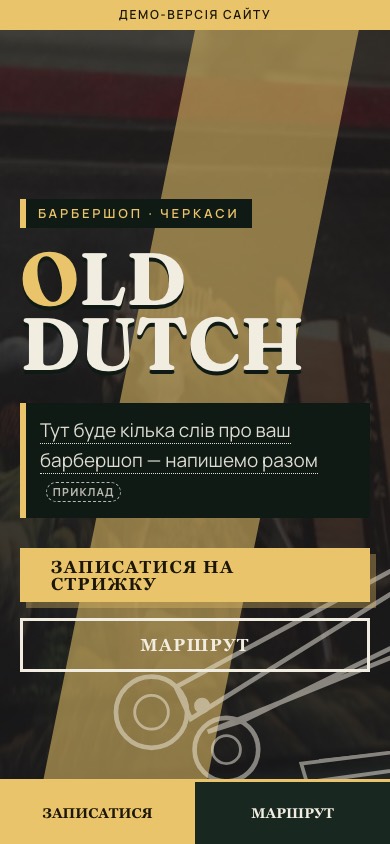 ДЕМО-ВЕРСІЯ САЙТУ
БАРБЕРШОП · ЧЕРКАСИ
OLD
DUTCH
Тут буде кілька слів про ваш
барбершоп — напишемо разом
ПРИКЛАД
ЗАПИСАТИСЯ НА
СТРИЖКУ
МАРШРУТ
ЗАПИСАТИСЯ
МАРШРУТ